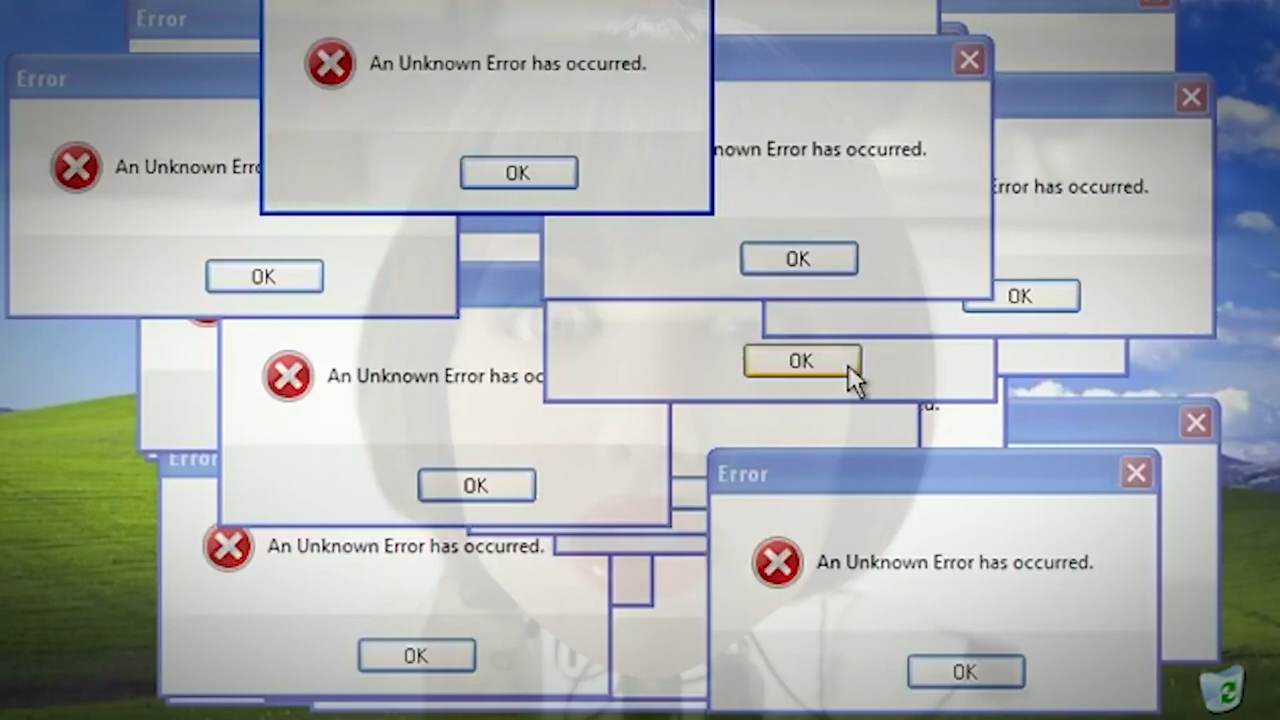 Error
An Unknown Error has occurred.
Error
nown Error has occurred.
An Unknown Erro
OK
Error has occurred.
OK
OK
OK
OK
An Unknown Error has oc
d.
Error
Error
OK
An Unknown Error has occurred.
An Unknown Error has occurred.
OK
OK